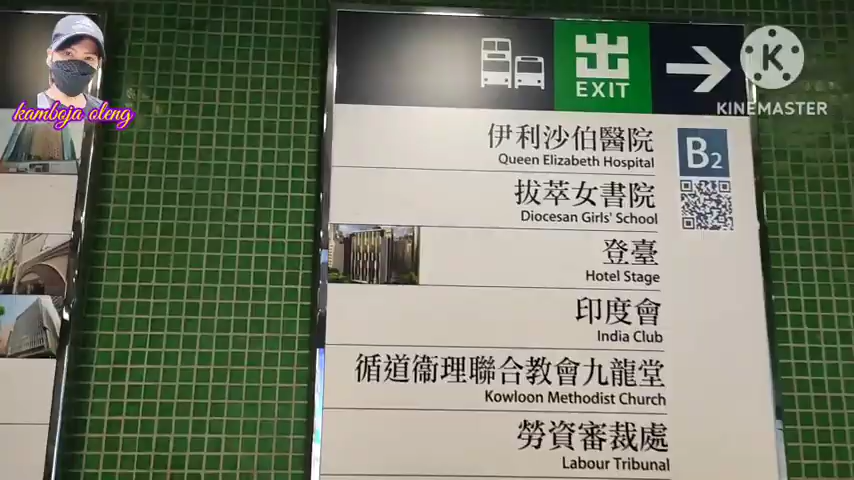 kamboja oleng
出
EXIT
K
KINEMASTER
伊利沙伯醫院
Queen Elizabeth Hospital
B2
拔萃女書院
Diocesan Girls' School
登臺
Hotel Stage
印度會
India Club
循道衞理聯合教會九龍堂
Kowloon Methodist Church
勞資審裁處
Labour Tribunal